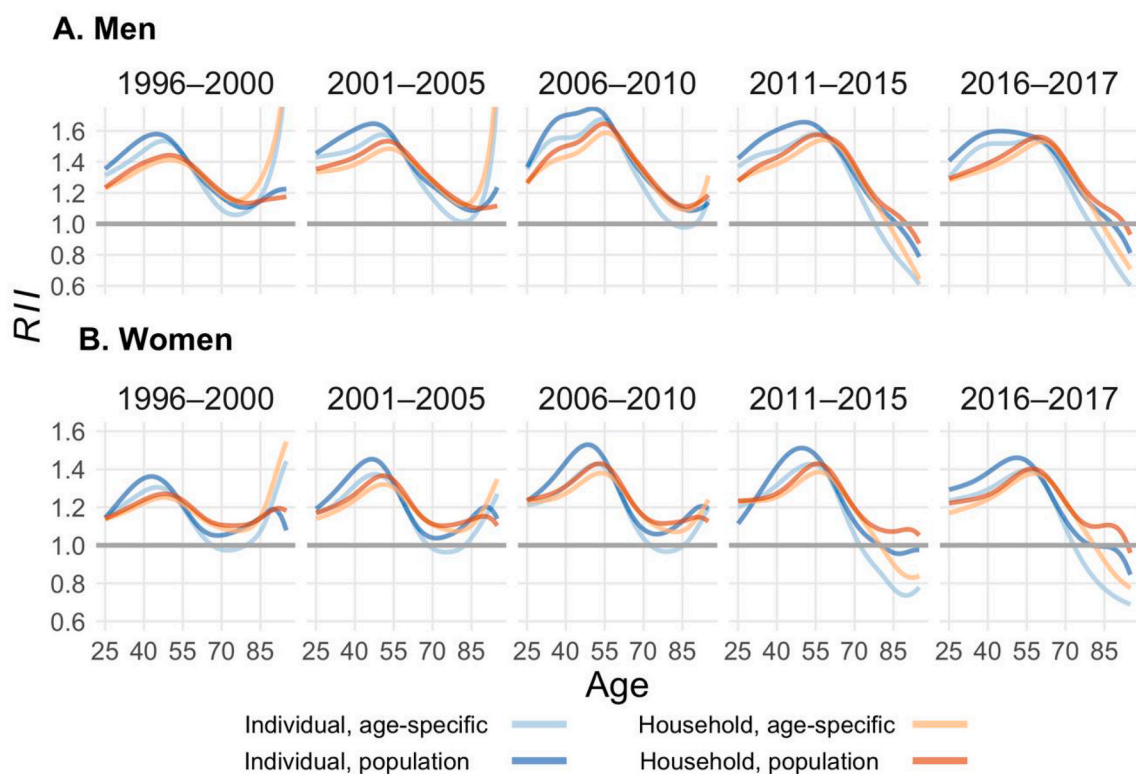 A. Men
1996–2000 2001–2005 2006–2010 2011–2015 2016–2017
1.6
1.4
1.2
1.0
0.8
0.6
RII
B. Women
1996–2000 2001–2005 2006–2010 2011–2015 2016–2017
1.6
1.4
1.2
1.0
0.8
0.6
25 40 55 70 85 25 40 55 70 85 25 40 55 70 85 25 40 55 70 85 25 40 55 70 85
Age
Individual, age-specific Household, age-specific
Individual, population Household, population